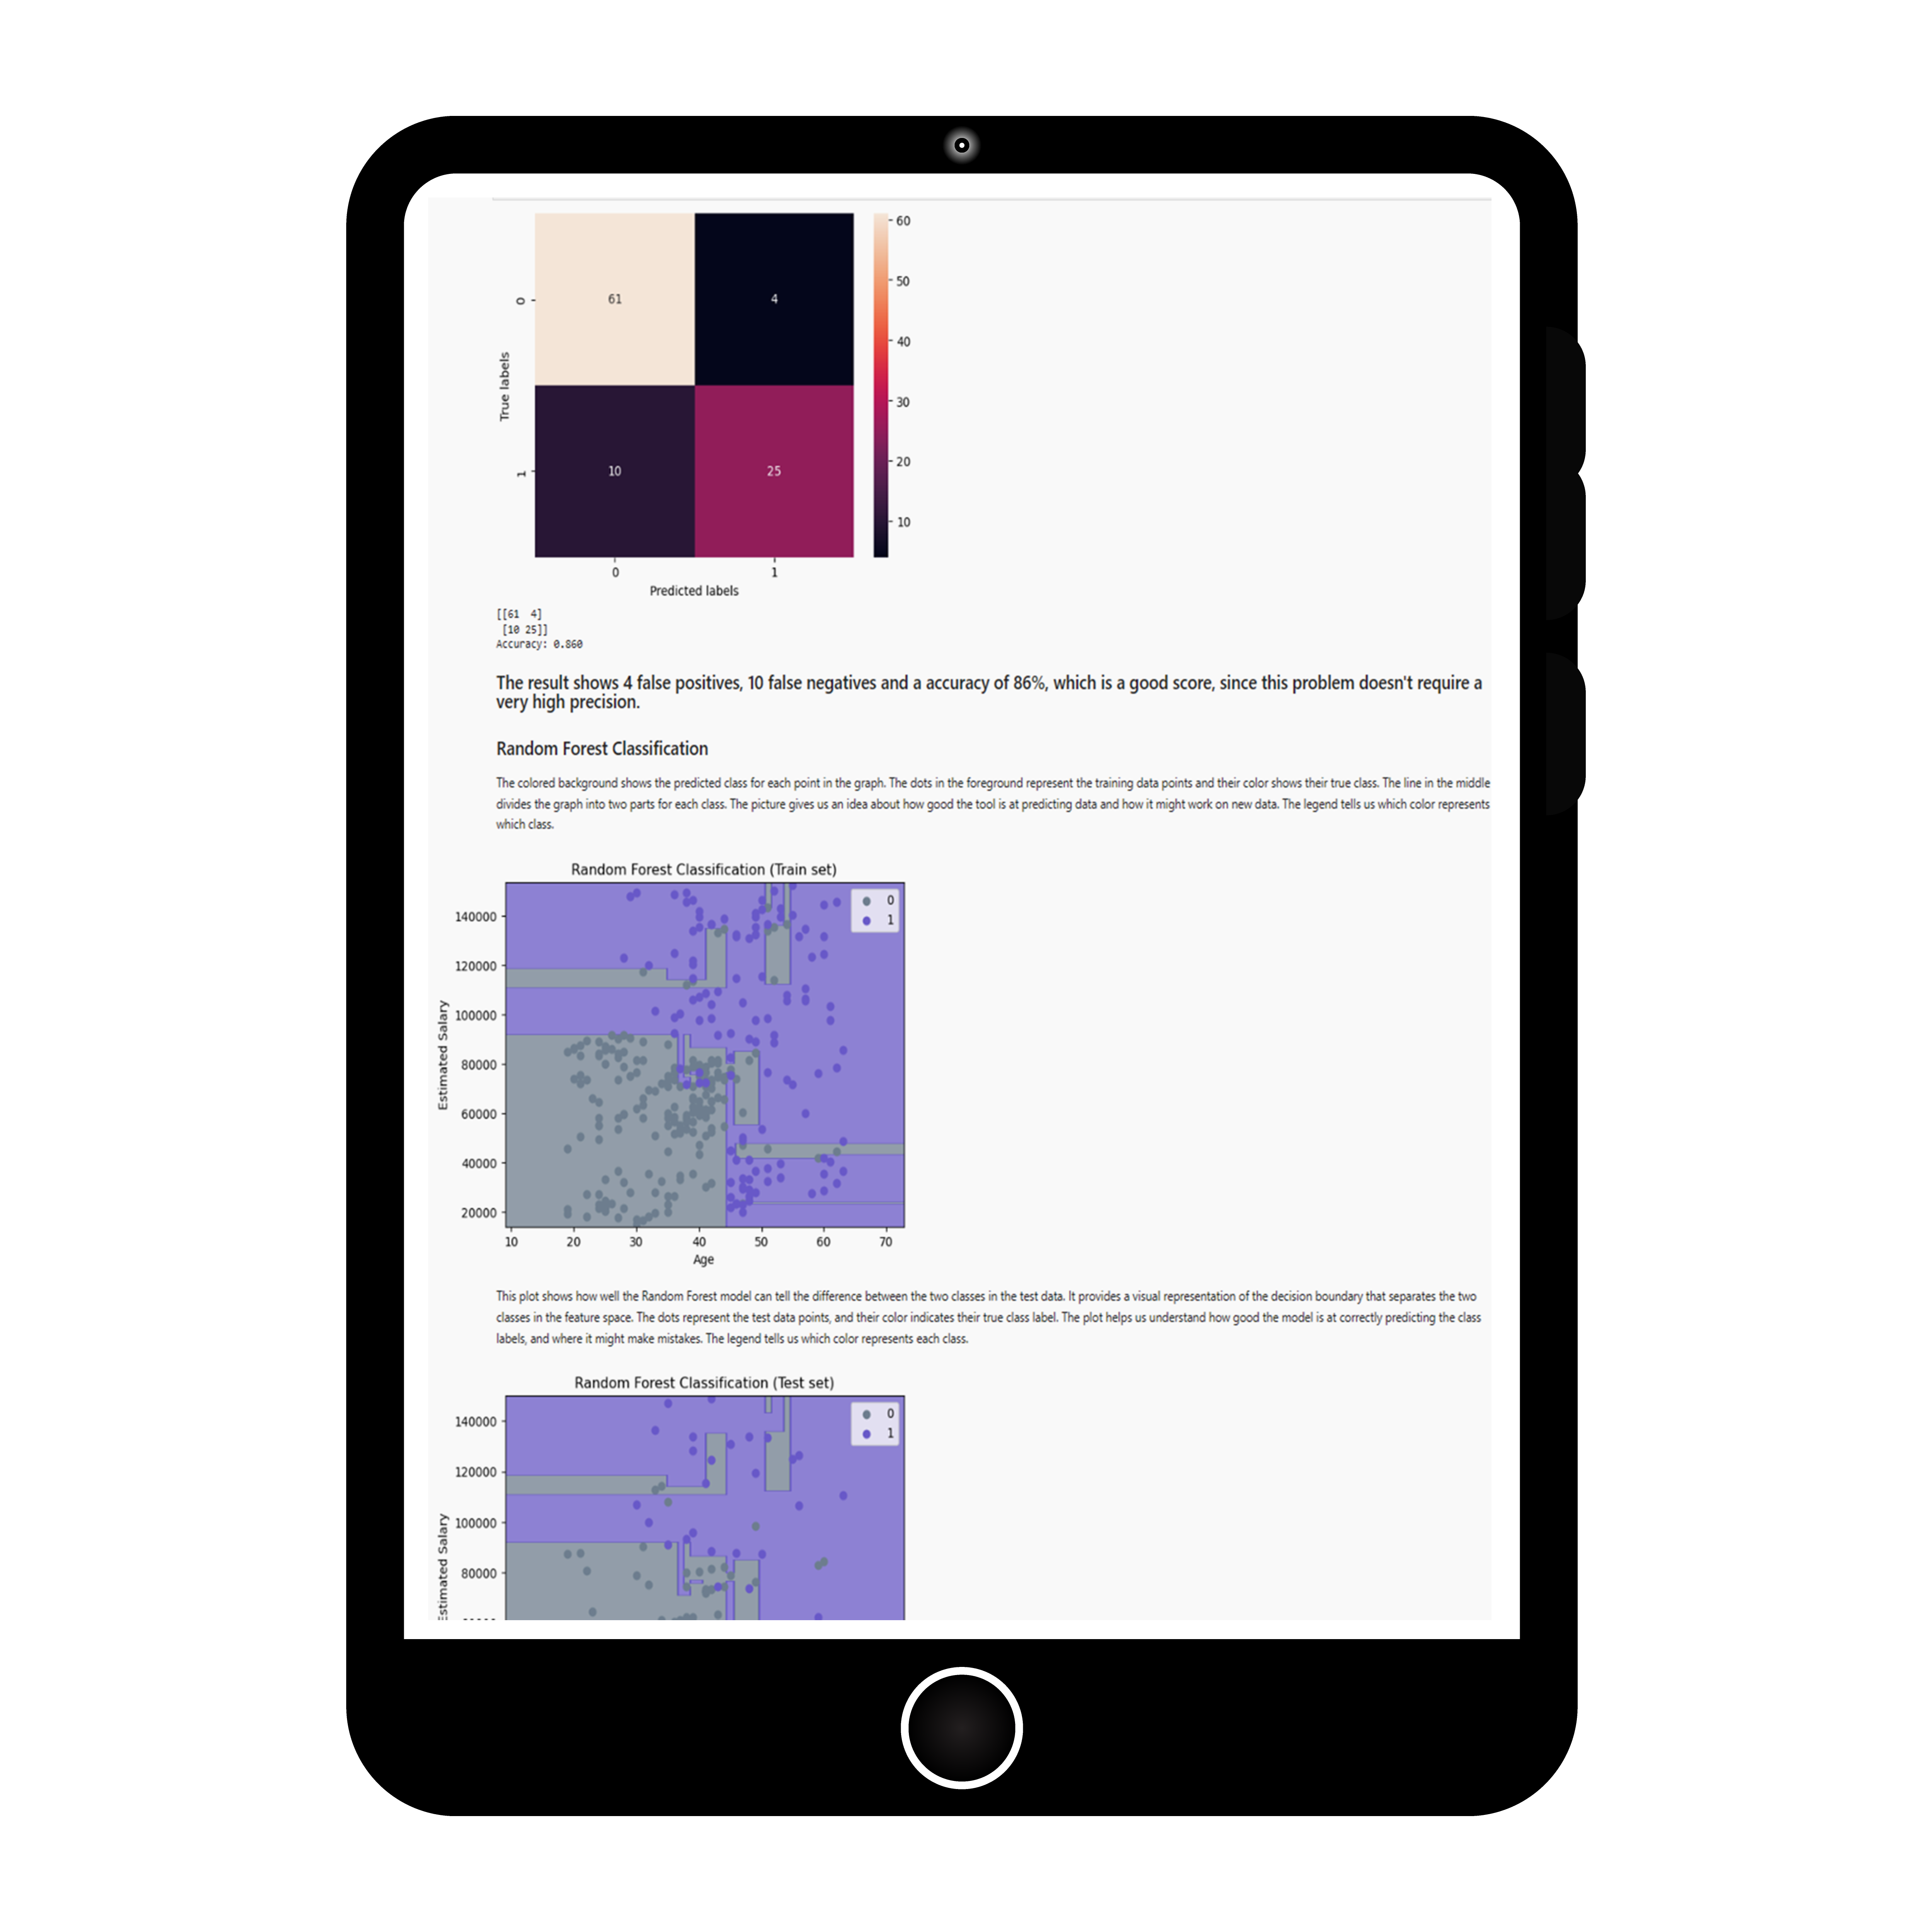 60
61
4
50
0
40
True labels
30
20
10
25
1
10
0
1
Predicted labels
[[61 4]
[10 25]]
Accuracy: 0.860
The result shows 4 false positives, 10 false negatives and a accuracy of 86%, which is a good score, since this problem doesn't require a
very high precision.
Random Forest Classification
The colored background shows the predicted class for each point in the graph. The dots in the foreground represent the training data points and their color shows their true class. The line in the middle
divides the graph into two parts for each class. The picture gives us an idea about how good the tool is at predicting data and how it might work on new data. The legend tells us which color represents
which class.
Random Forest Classification (Train set)
0
1
140000
120000
100000
80000
60000
40000
20000
Estimated Salary
10 20 30 40 50 60 70
Age
This plot shows how well the Random Forest model can tell the difference between the two classes in the test data. It provides a visual representation of the decision boundary that separates the two
classes in the feature space. The dots represent the test data points, and their color indicates their true class label. The plot helps us understand how good the model is at correctly predicting the class
labels, and where it might make mistakes. The legend tells us which color represents each class.
Random Forest Classification (Test set)
0
1
140000
120000
100000
80000
Salary